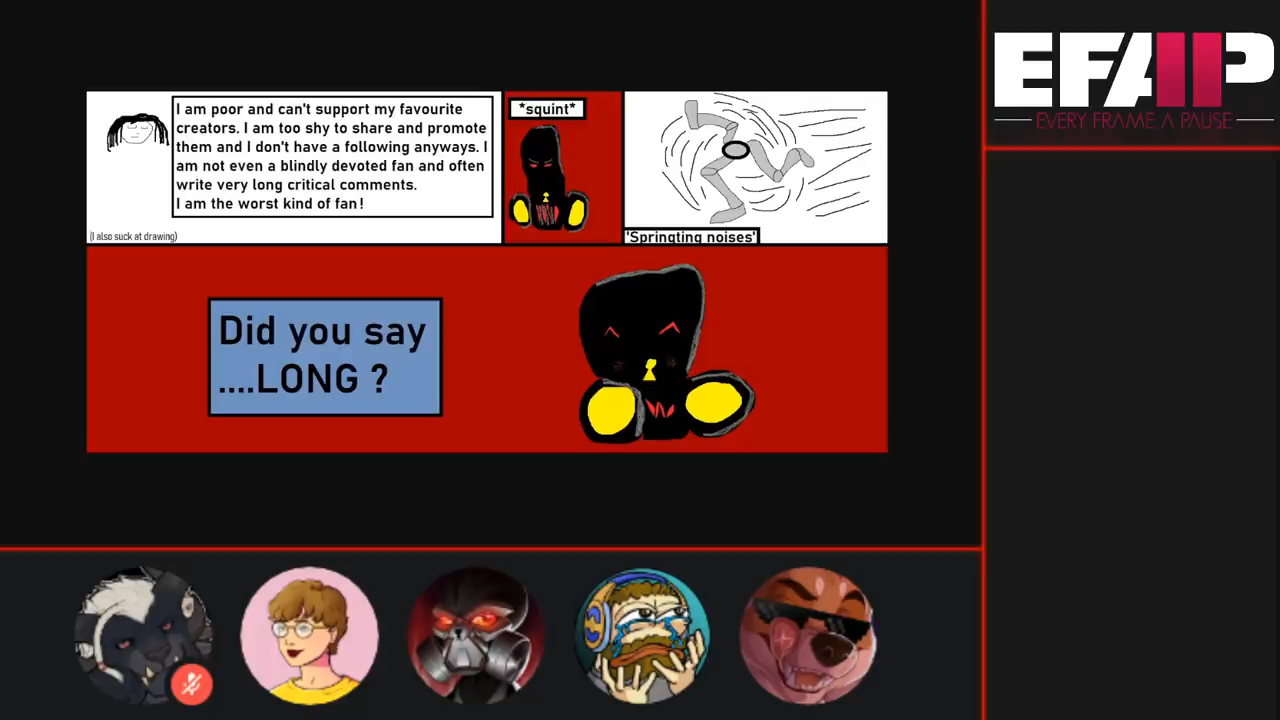 I am poor and can't support my favourite
creators. I am too shy to share and promote
them and I don't have a following anyways. I
am not even a blindly devoted fan and often
write very long critical comments.
I am the worst kind of fan!
(I also suck at drawing)
*squint*
'Springting noises'
Did you say
....LONG ?
EFAP
EVERY FRAME A PAUSE